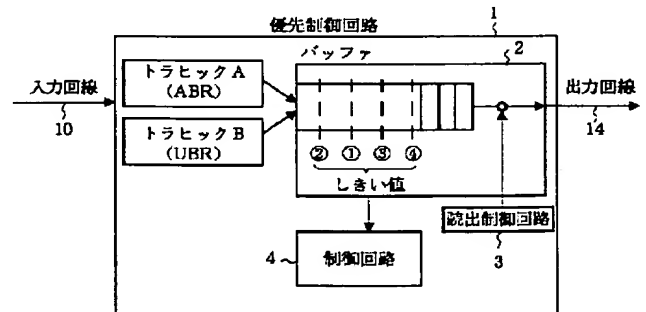 優先制御回路
1
バッファ
2
トラヒックA
(ABR)
入力回線
10
トラヒックB
(UBR)
出力回線
14
② ① ③ ④
しきい値
読出制御回路
3
4
制御回路